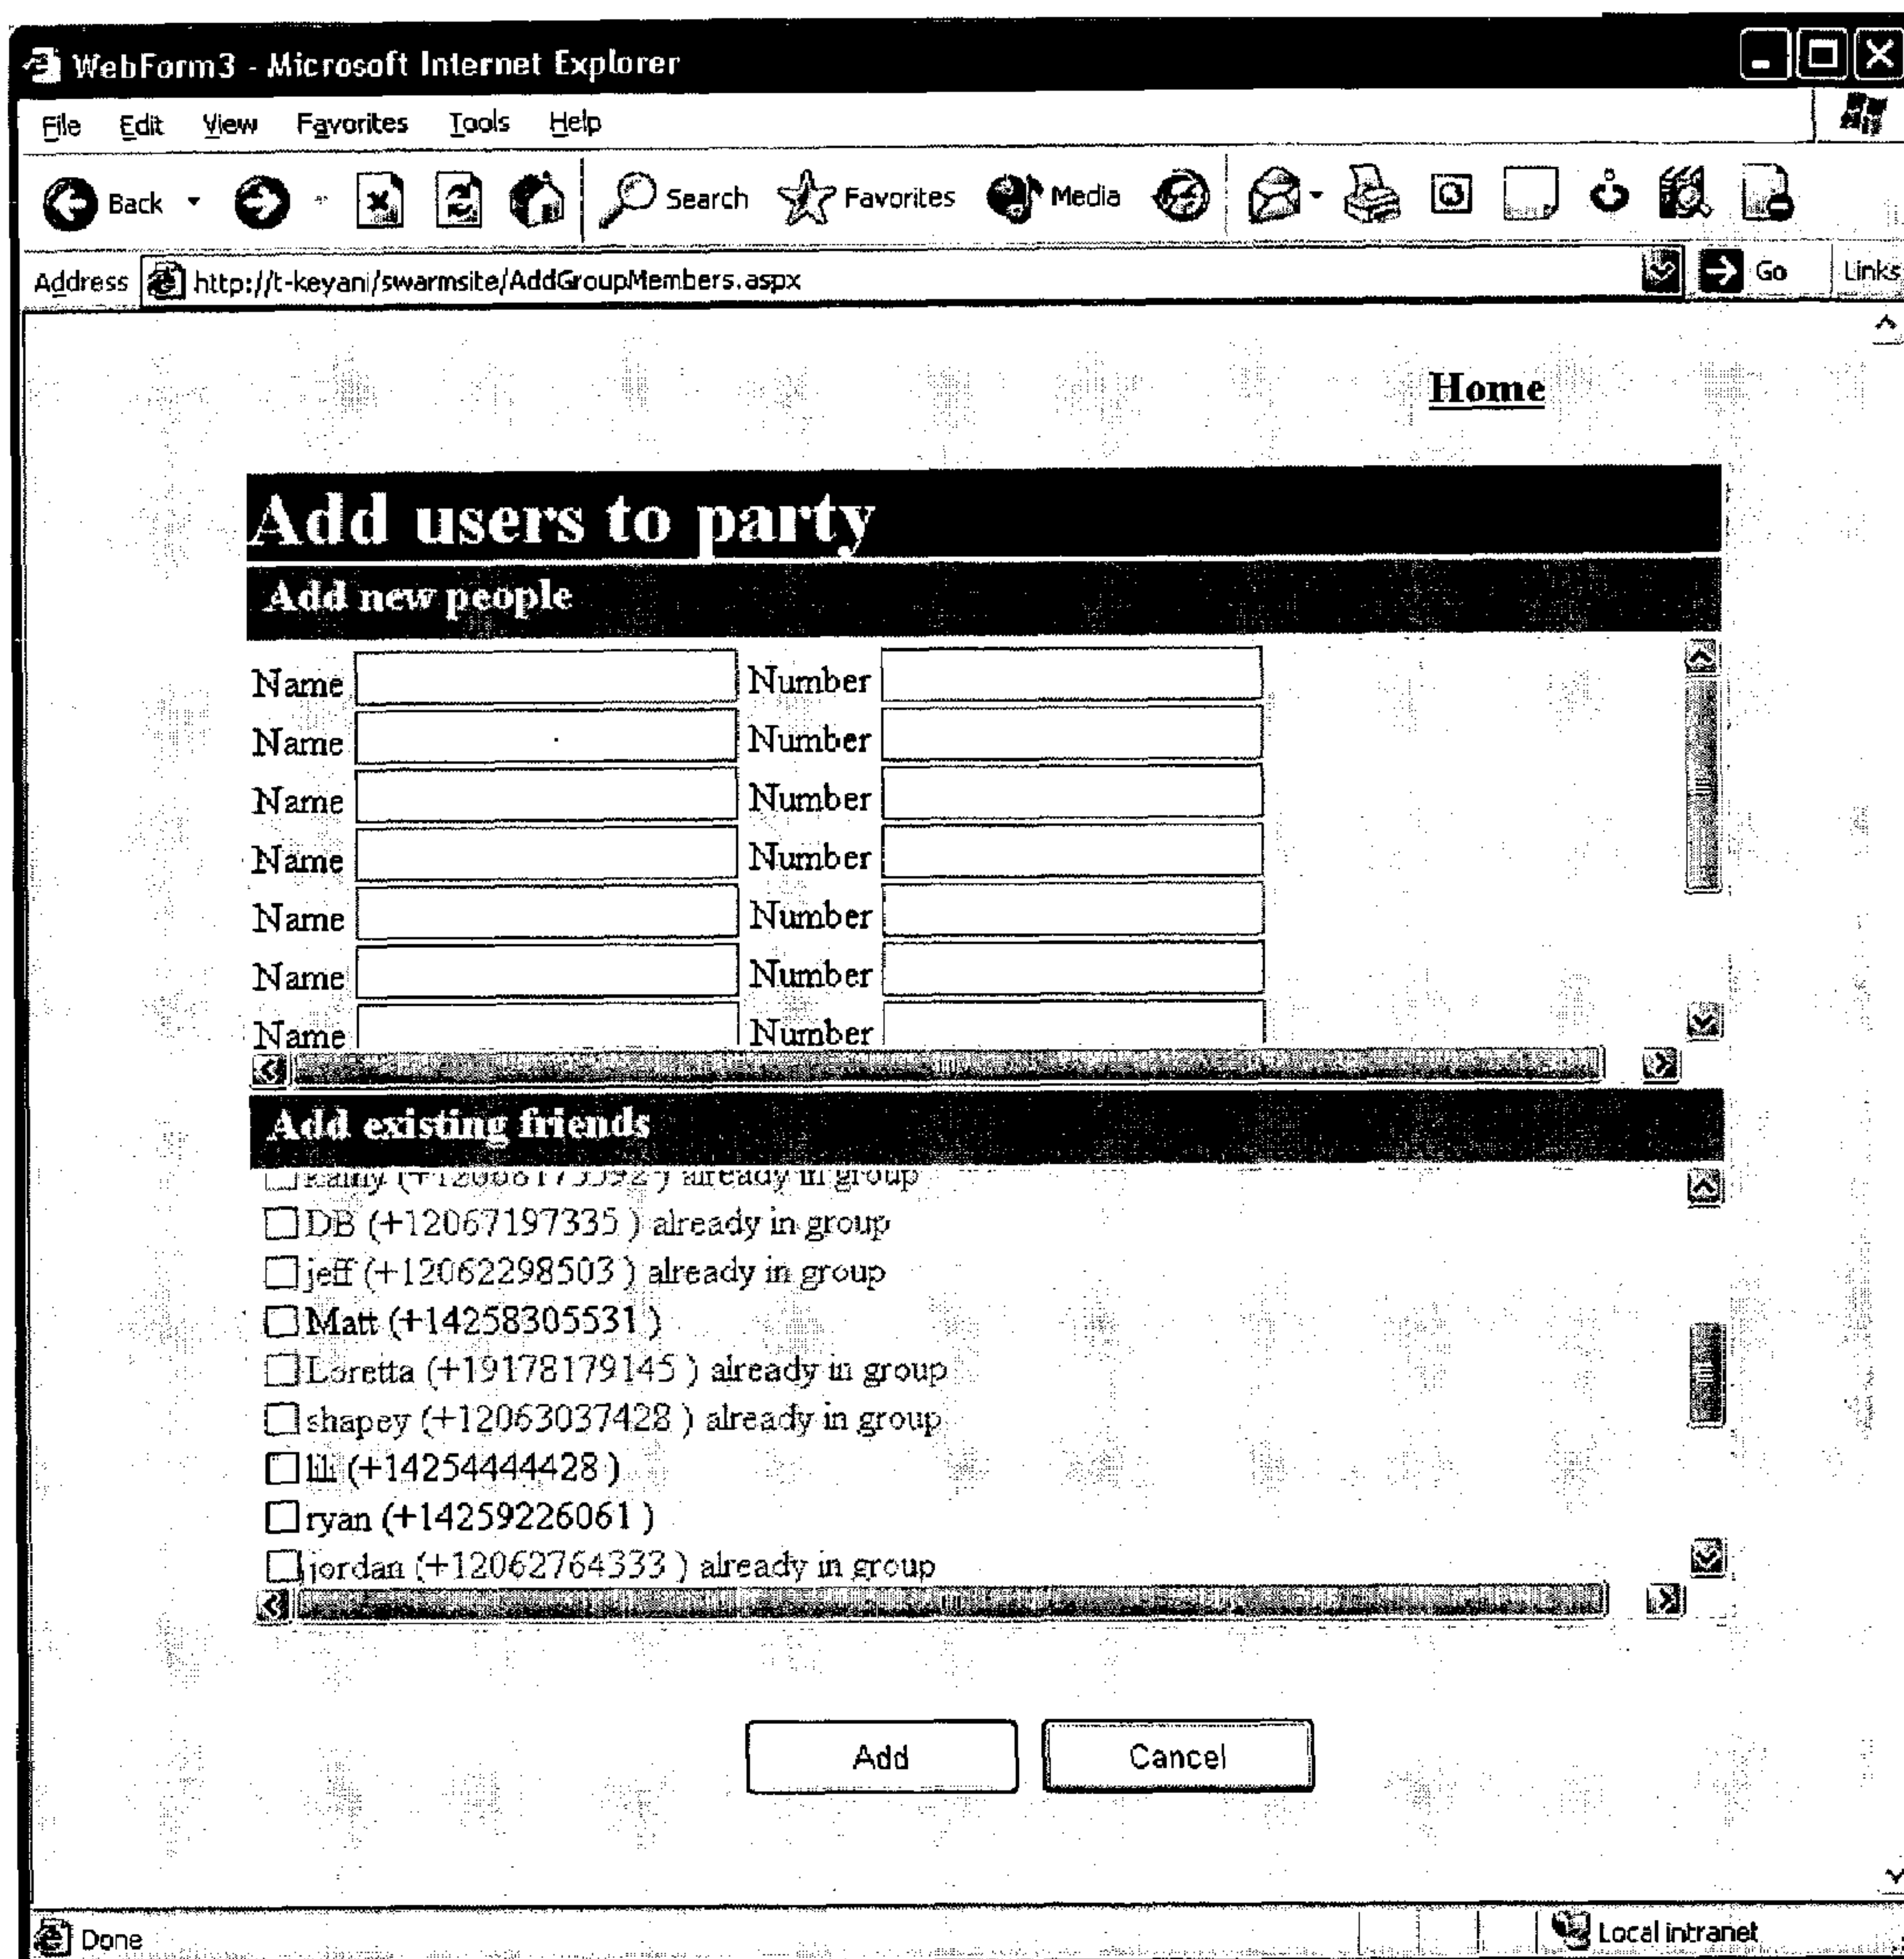 WebForm3 - Microsoft Internet Explorer
File Edit View Favorites Tools Help
Back Search Favorites Media
Address http://t-keyani/swarmsite/AddGroupMembers.aspx Go Links
Home
Add users to party
Add new people
Name Number
Name Number
Name Number
Name Number
Name Number
Name Number
Name Number
Add existing friends
already in group
DB (+12067197335 ) already in group
jeff (+12062298503 ) already in group
Matt (+14258305531 )
Loretta (+19178179145 ) already in group
shapey (+12063037428 ) already in group
lili (+14254444428 )
ryan (+14259226061 )
jordan (+12062764333 ) already in group
Add Cancel
Done Local intranet